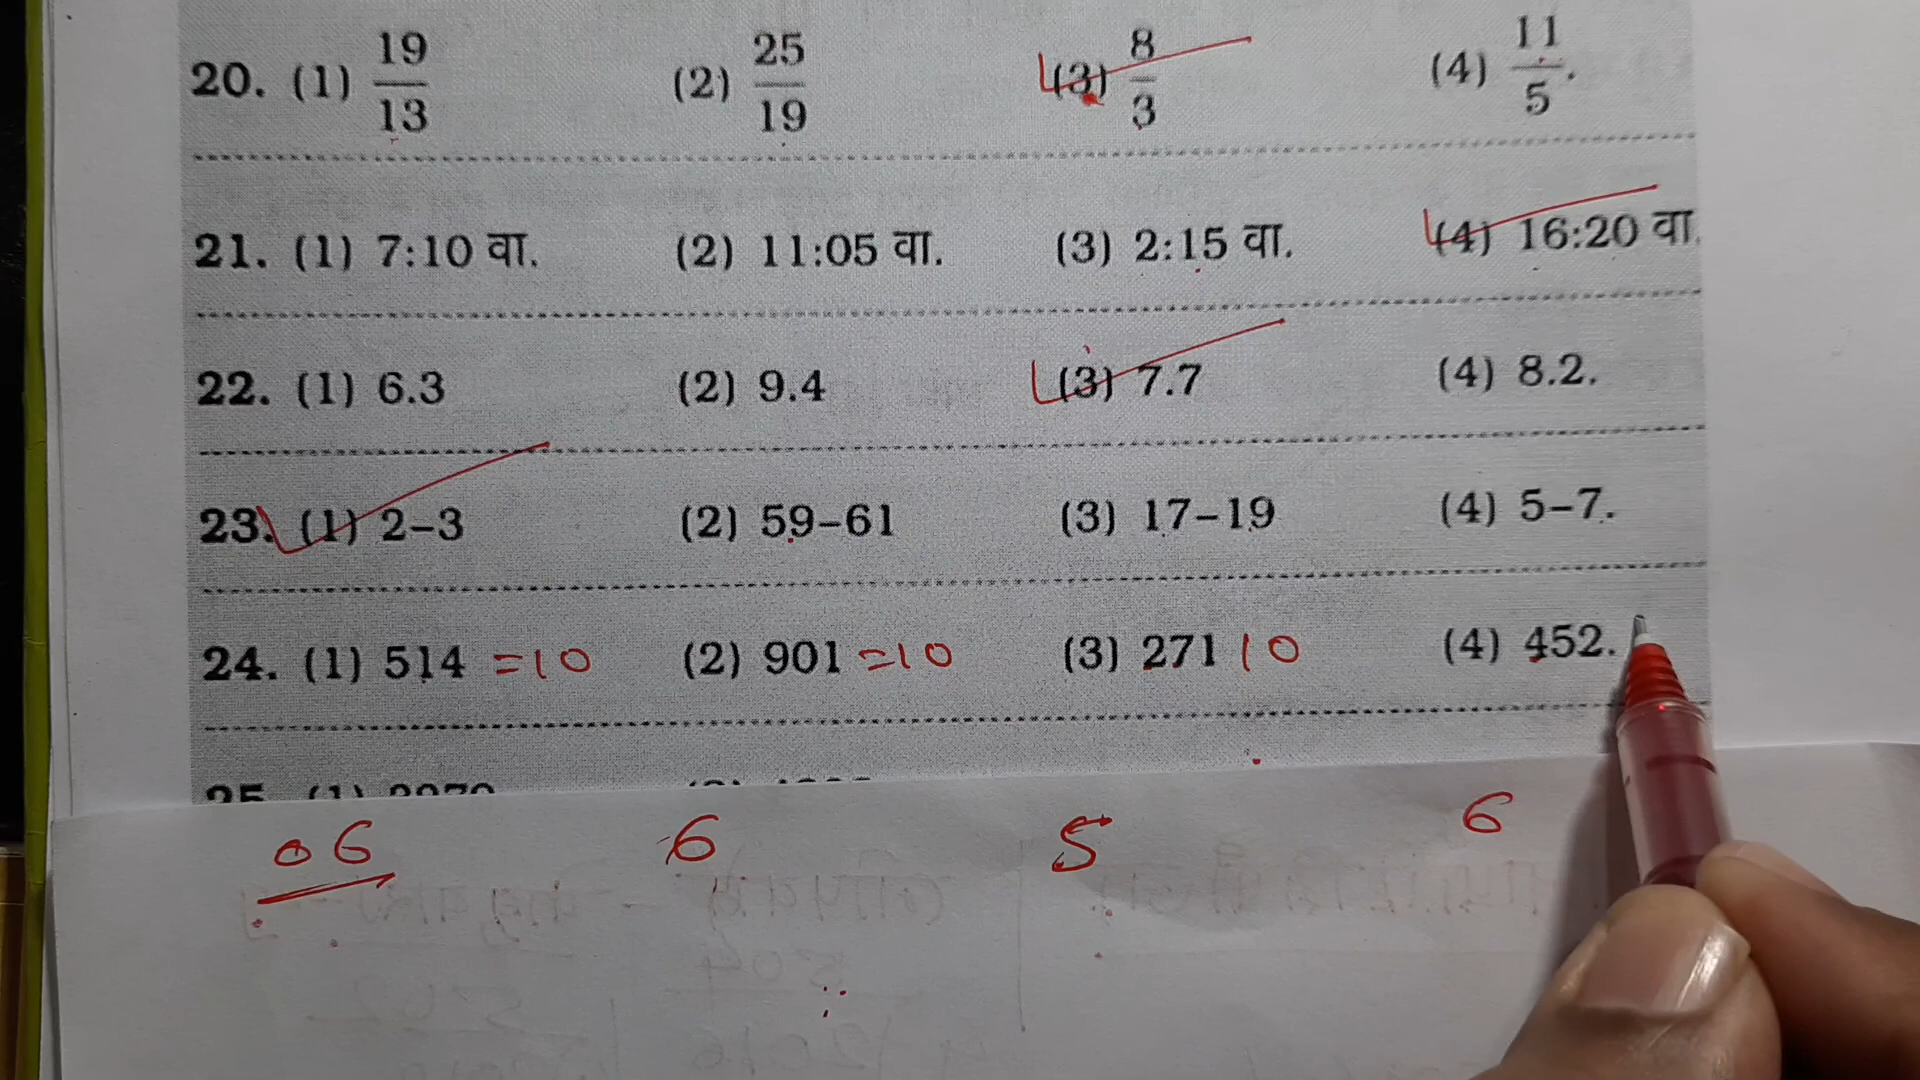 20. (1) 19/13 (2) 25/19 (3) 8/3 (4) 11/5.
21. (1) 7:10 वा. (2) 11:05 वा. (3) 2:15 वा. (4) 16:20 वा.
22. (1) 6.3 (2) 9.4 (3) 7.7 (4) 8.2.
23. (1) 2–3 (2) 59–61 (3) 17–19 (4) 5–7.
24. (1) 514 =10 (2) 901 =10 (3) 271 10 (4) 452.
25. (1)
06 6 5 6